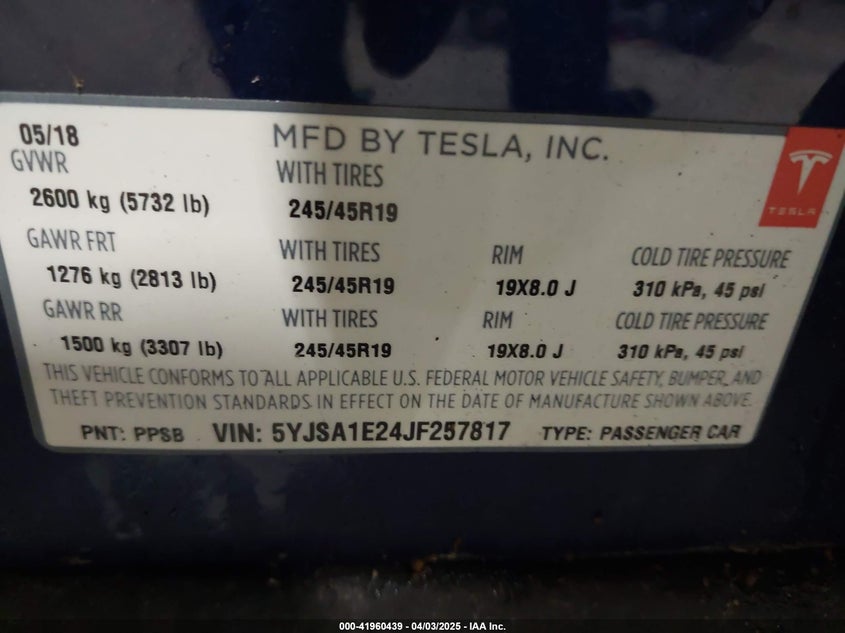 05/18 MFD BY TESLA, INC.
GVWR WITH TIRES
2600 kg (5732 lb) 245/45R19
TESLA
GAWR FRT WITH TIRES RIM COLD TIRE PRESSURE
1276 kg (2813 lb) 245/45R19 19X8.0 J 310 kPa, 45 psi
GAWR RR WITH TIRES RIM COLD TIRE PRESSURE
1500 kg (3307 lb) 245/45R19 19X8.0 J 310 kPa, 45 psi
THIS VEHICLE CONFORMS TO ALL APPLICABLE U.S. FEDERAL MOTOR VEHICLE SAFETY, BUMPER, AND
THEFT PREVENTION STANDARDS IN EFFECT ON THE DATE OF MANUFACTURE SHOWN ABOVE.
PNT: PPSB VIN: 5YJSA1E24JF257817 TYPE: PASSENGER CAR
000-41960439 - 04/03/2025 - IAA Inc.